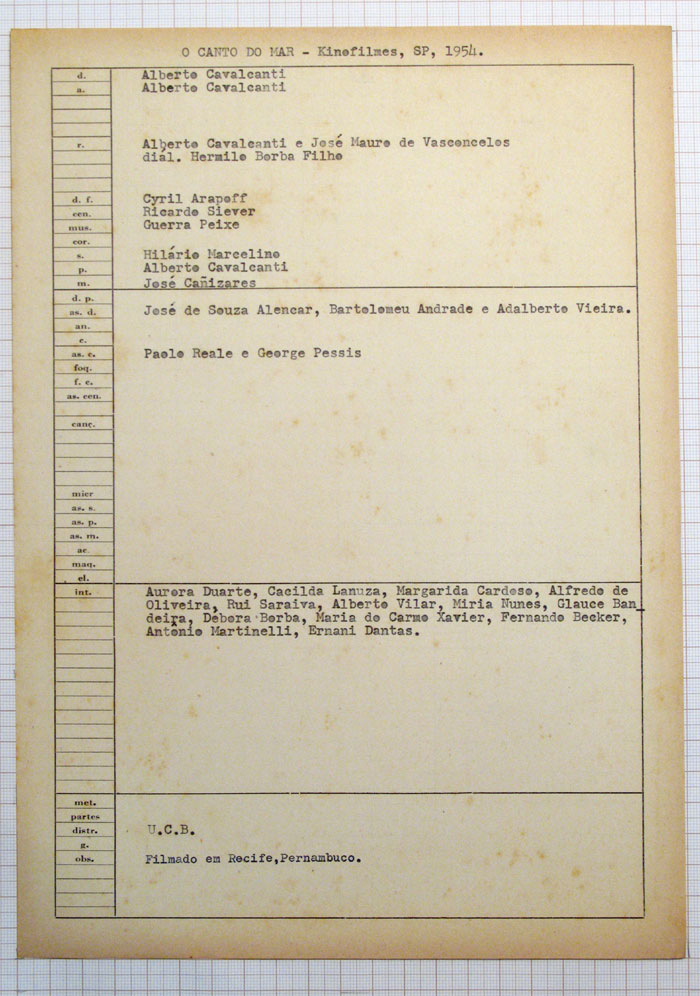 O CANTO DO MAR - Kinofilmes, SP, 1954.
d. Alberto Cavalcanti
a. Alberto Cavalcanti
r. Alberto Cavalcanti e José Mauro de Vasconcelos
diál. Hermilo Borba Filho
d. f. Cyril Arapoff
cen. Ricardo Siever
mus. Guerra Peixe
cor.
s. Hilário Marcelino
p. Alberto Cavalcanti
m. José Cañizares
d. p.
as. d. José de Souza Alencar, Bartolomeu Andrade e Adalberto Vieira.
an.
c.
as. c. Paolo Reale e George Pessis
foq.
f. c.
as. cen.
canç.
micr
as. s.
as. p.
as. m.
ac
maq.
el.
int. Aurora Duarte, Cacilda Lanuza, Margarida Cardoso, Alfredo de
Oliveira, Rui Saraiva, Alberto Vilar, Miria Nunes, Glauce Ban_
deira, Debora Borba, Maria do Carmo Xavier, Fernando Becker,
Antônio Martinelli, Ernani Dantas.
met.
partes
distr. U.C.B.
g.
obs. Filmado em Recife,Pernambuco.